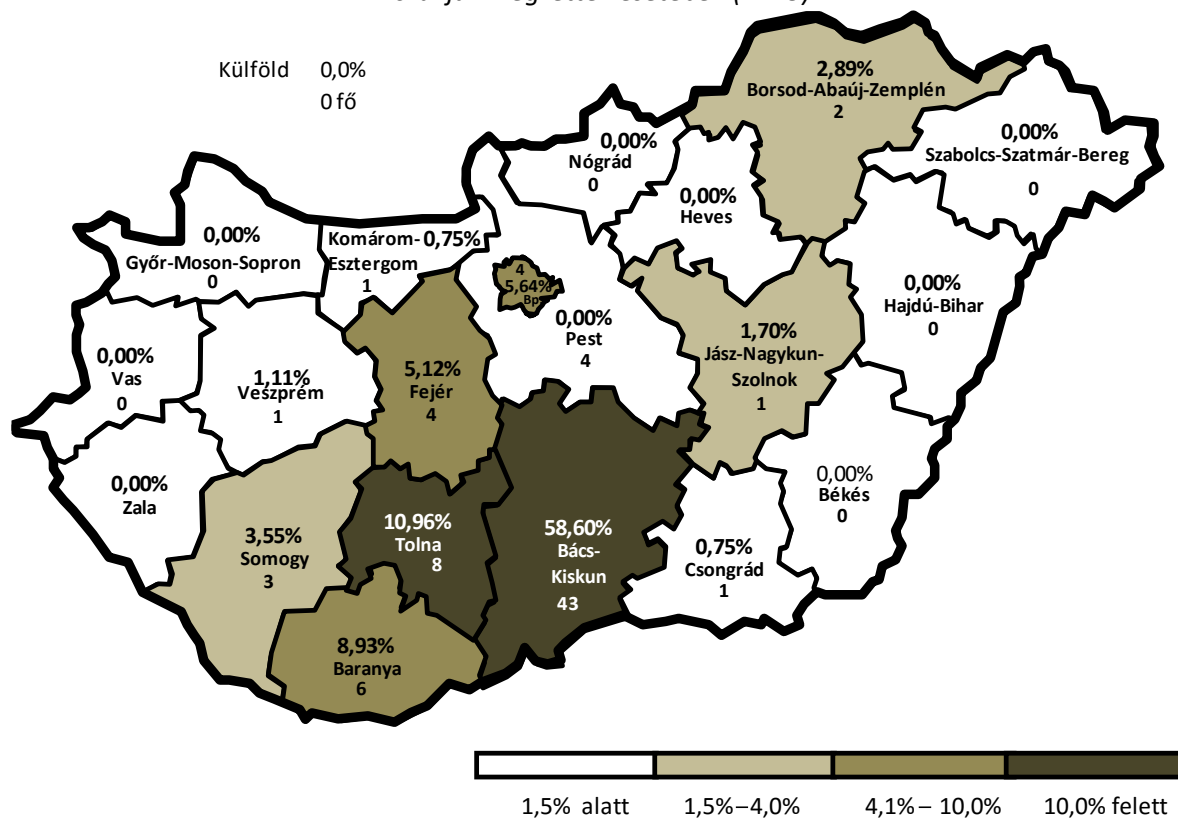 Külföld 0,0%
0 fő
2,89%
Borsod-Abaúj-Zemplén
2
0,00%
Szabolcs-Szatmár-Bereg
0
0,00%
Nógrád
0
0,00%
Heves
0,00%
Győr-Moson-Sopron
0
Komárom- 0,75%
Esztergom
1
4
5,64%
Bp
0,00%
Pest
4
0,00%
Hajdú-Bihar
0
1,70%
Jász-Nagykun-
Szolnok
1
0,00%
Vas
0
1,11%
Veszprém
1
5,12%
Fejér
4
0,00%
Zala
0,00%
Békés
0
3,55%
Somogy
3
10,96%
Tolna
8
58,60%
Bács-
Kiskun
43
0,75%
Csongrád
1
8,93%
Baranya
6
1,5% alatt 1,5%–4,0% 4,1% – 10,0% 10,0% felett